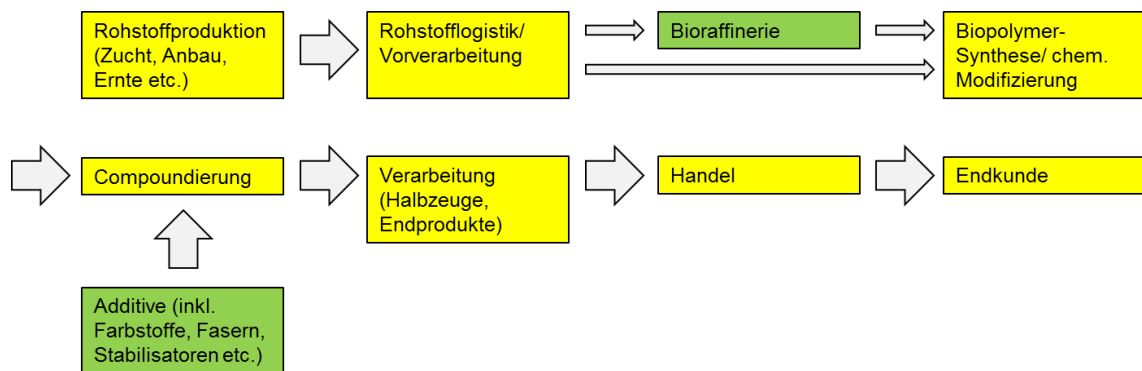 Rohstoffproduktion
(Zucht, Anbau,
Ernte etc.)
Rohstofflogistik/
Vorverarbeitung
Bioraffinerie
Biopolymer-
Synthese/ chem.
Modifizierung
Compoundierung
Verarbeitung
(Halbzeuge,
Endprodukte)
Handel
Endkunde
Additive (inkl.
Farbstoffe, Fasern,
Stabilisatoren etc.)